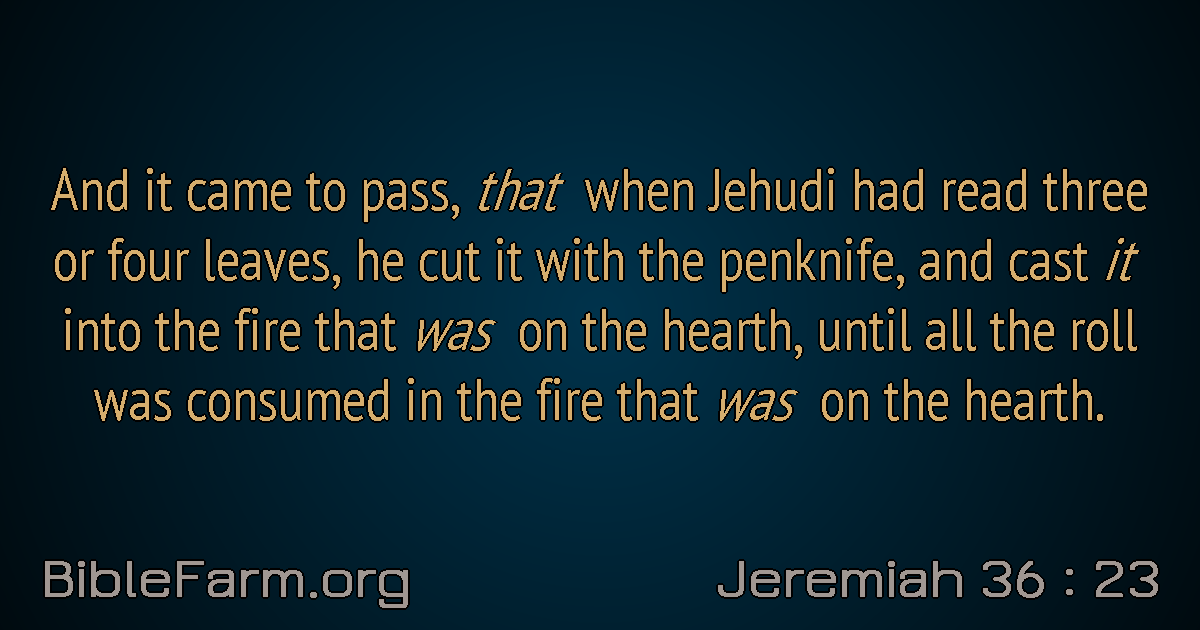 And it came to pass, that when Jehudi had read three
or four leaves, he cut it with the penknife, and cast it
into the fire that was on the hearth, until all the roll
was consumed in the fire that was on the hearth.
BibleFarm.org
Jeremiah 36 : 23